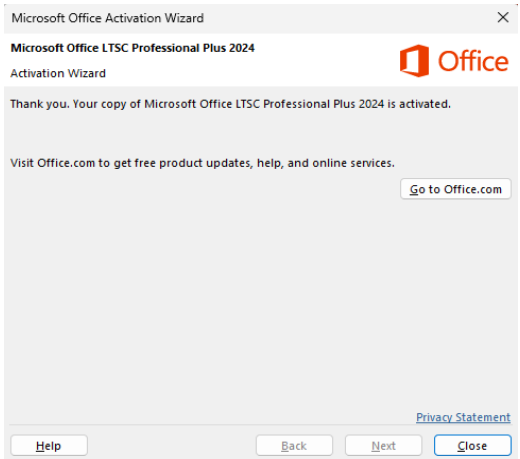 Microsoft Office Activation Wizard
Microsoft Office LTSC Professional Plus 2024
Office
Activation Wizard
Thank you. Your copy of Microsoft Office LTSC Professional Plus 2024 is activated.
Visit Office.com to get free product updates, help, and online services.
Go to Office.com
Privacy Statement
Help
Back
Next
Close